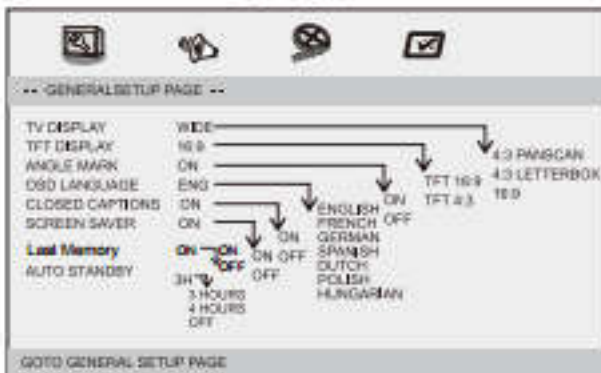 -- GENERALSETUP PAGE --
TV DISPLAY WIDE
TFT DISPLAY 16:9
ANGLE MARK ON
OSD LANGUAGE ENG
CLOSED CAPTIONS ON
SCREEN SAVER ON
Last Memory ON
AUTO STANDBY 3H
4:3 PANSCAN
4:3 LETTERBOX
16:9
TFT 16:9
TFT 4:3
ON
OFF
ENGLISH
FRENCH
GERMAN
SPANISH
DUTCH
POLISH
HUNGARIAN
ON
OFF
ON
OFF
ON
OFF
3 HOURS
4 HOURS
OFF
GOTO GENERAL SETUP PAGE